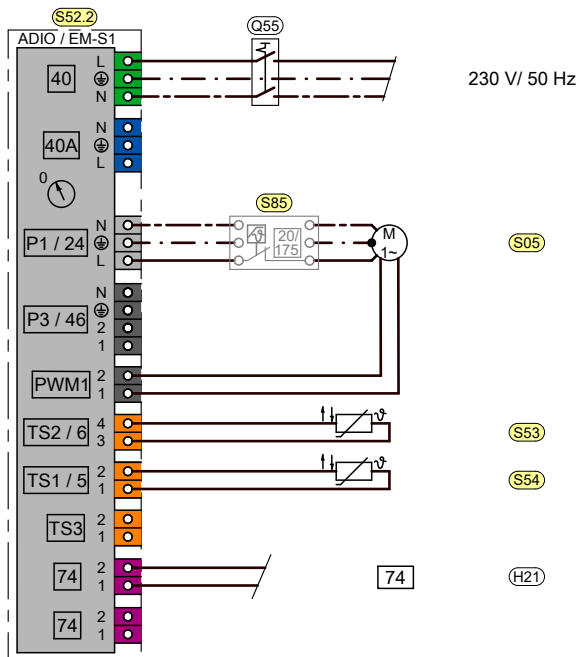 S52.2
Q55
ADIO / EM-S1
40
L
N
230 V/ 50 Hz
40A
N
L
0
S85
P1 / 24
N
L
20/
175
M
1~
S05
P3 / 46
N
2
1
PWM1
2
1
TS2 / 6
4
3
ϑ
S53
TS1 / 5
2
1
ϑ
S54
TS3
2
1
74
2
1
74
H21
74
2
1